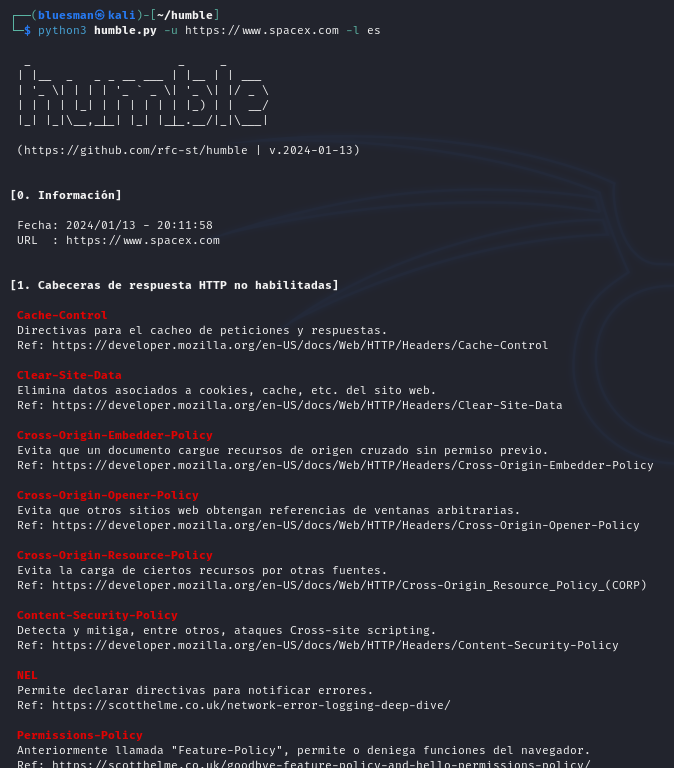 ┌──(bluesman㉿kali)-[~/humble]
└─$ python3 humble.py -u https://www.spacex.com -l es
  _                     _     _
 | |__  _   _ _ __ ___ | |__ | | ___
 | '_ \| | | | '_ ` _ \| '_ \| |/ _ \
 | | | | |_| | | | | | | |_) | |  __/
 |_| |_|\__,_|_| |_| |_|_.__/|_|\___|
(https://github.com/rfc-st/humble | v.2024-01-13)
[0. Información]
Fecha: 2024/01/13 - 20:11:58
URL  : https://www.spacex.com
[1. Cabeceras de respuesta HTTP no habilitadas]
Cache-Control
Directivas para el cacheo de peticiones y respuestas.
Ref: https://developer.mozilla.org/en-US/docs/Web/HTTP/Headers/Cache-Control
Clear-Site-Data
Elimina datos asociados a cookies, cache, etc. del sito web.
Ref: https://developer.mozilla.org/en-US/docs/Web/HTTP/Headers/Clear-Site-Data
Cross-Origin-Embedder-Policy
Evita que un documento cargue recursos de origen cruzado sin permiso previo.
Ref: https://developer.mozilla.org/en-US/docs/Web/HTTP/Headers/Cross-Origin-Embedder-Policy
Cross-Origin-Opener-Policy
Evita que otros sitios web obtengan referencias de ventanas arbitrarias.
Ref: https://developer.mozilla.org/en-US/docs/Web/HTTP/Headers/Cross-Origin-Opener-Policy
Cross-Origin-Resource-Policy
Evita la carga de ciertos recursos por otras fuentes.
Ref: https://developer.mozilla.org/en-US/docs/Web/HTTP/Cross-Origin_Resource_Policy_(CORP)
Content-Security-Policy
Detecta y mitiga, entre otros, ataques Cross-site scripting.
Ref: https://developer.mozilla.org/en-US/docs/Web/HTTP/Headers/Content-Security-Policy
NEL
Permite declarar directivas para notificar errores.
Ref: https://scotthelme.co.uk/network-error-logging-deep-dive/
Permissions-Policy
Anteriormente llamada "Feature-Policy", permite o deniega funciones del navegador.
Ref: https://scotthelme.co.uk/goodbye-feature-policy-and-hello-permissions-policy/